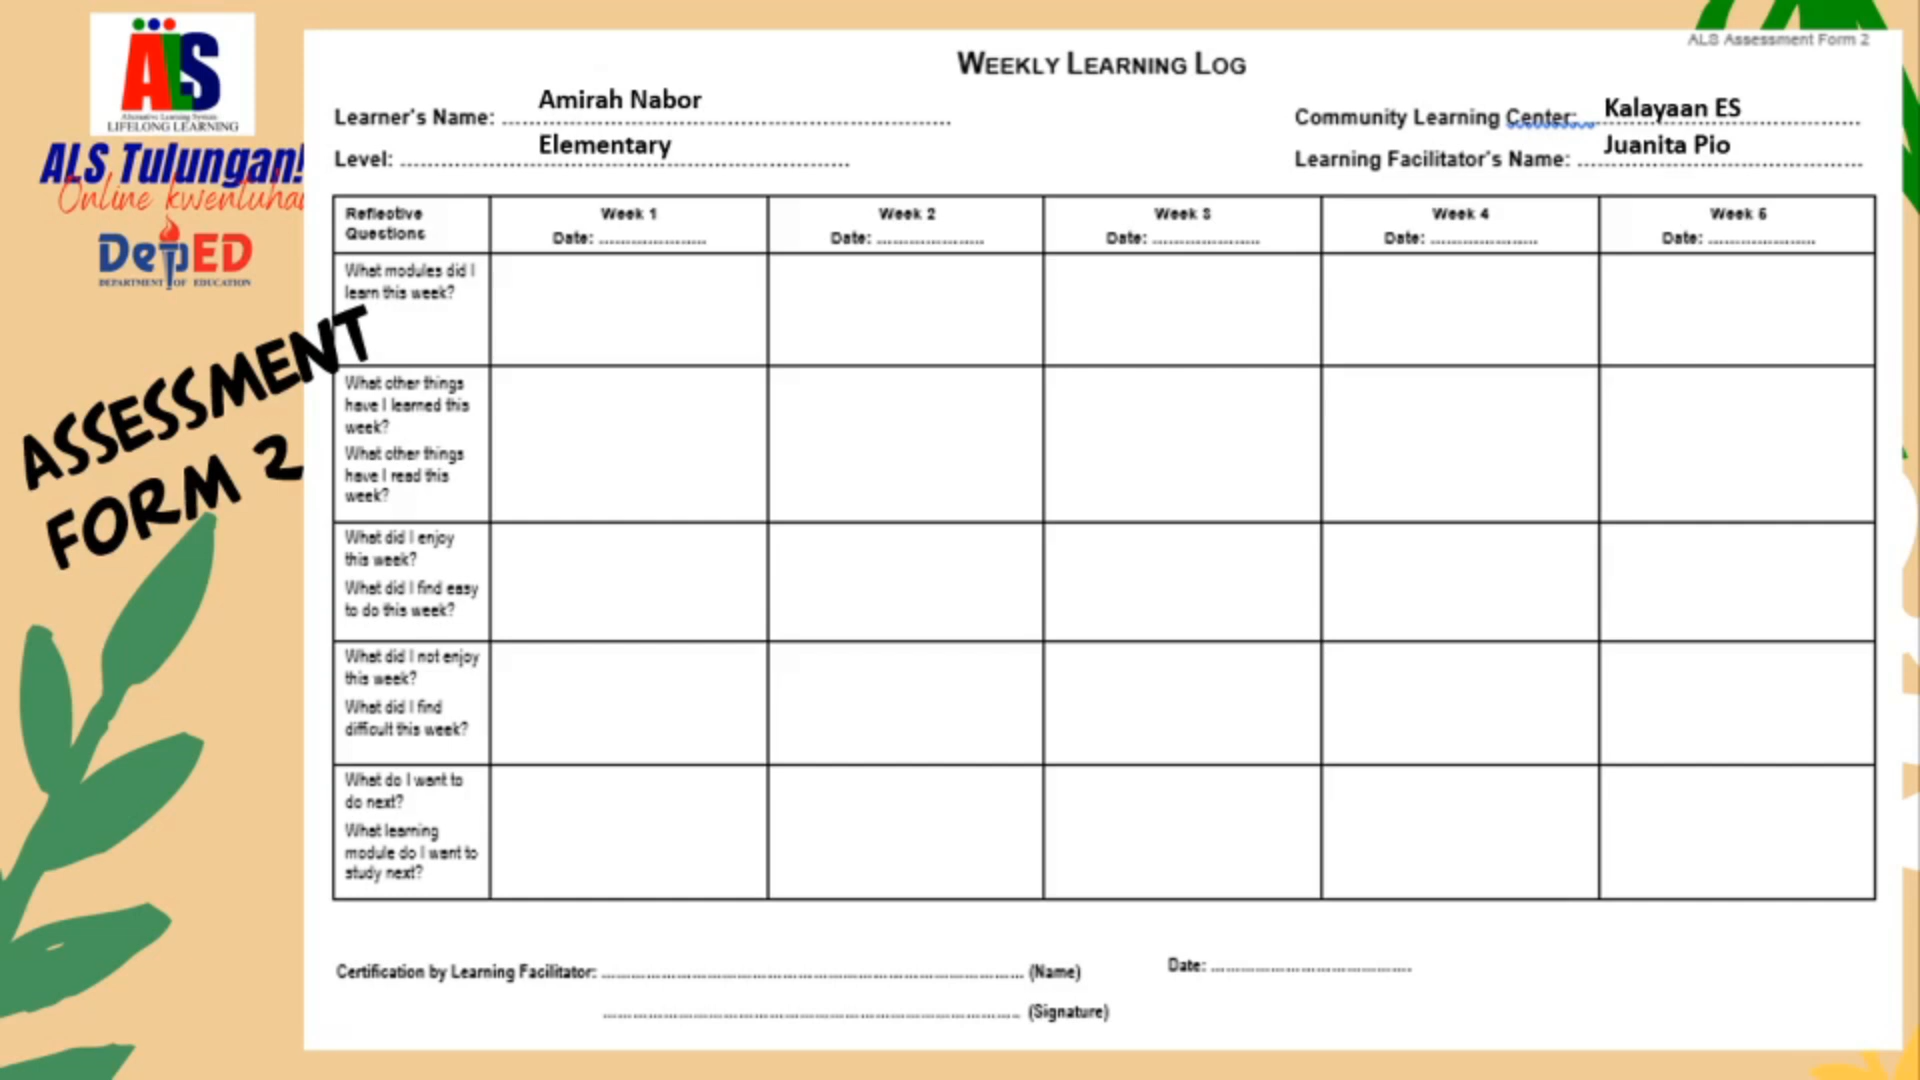 ALS
Alternative Learning System
LIFELONG LEARNING
ALS Tulungan!
Online kwentuhan
DepED
DEPARTMENT OF EDUCATION
ASSESSMENT
FORM 2
ALS Assessment Form 2
WEEKLY LEARNING LOG
Learner's Name: Amirah Nabor
Community Learning Center: Kalayaan ES
Level: Elementary
Learning Facilitator's Name: Juanita Pio
Reflective
Questions
Week 1
Date:
Week 2
Date:
Week 3
Date:
Week 4
Date:
Week 5
Date:
What modules did I
learn this week?
What other things
have I learned this
week?
What other things
have I read this
week?
What did I enjoy
this week?
What did I find easy
to do this week?
What did I not enjoy
this week?
What did I find
difficult this week?
What do I want to
do next?
What learning
module do I want to
study next?
Certification by Learning Facilitator: (Name)
Date:
(Signature)